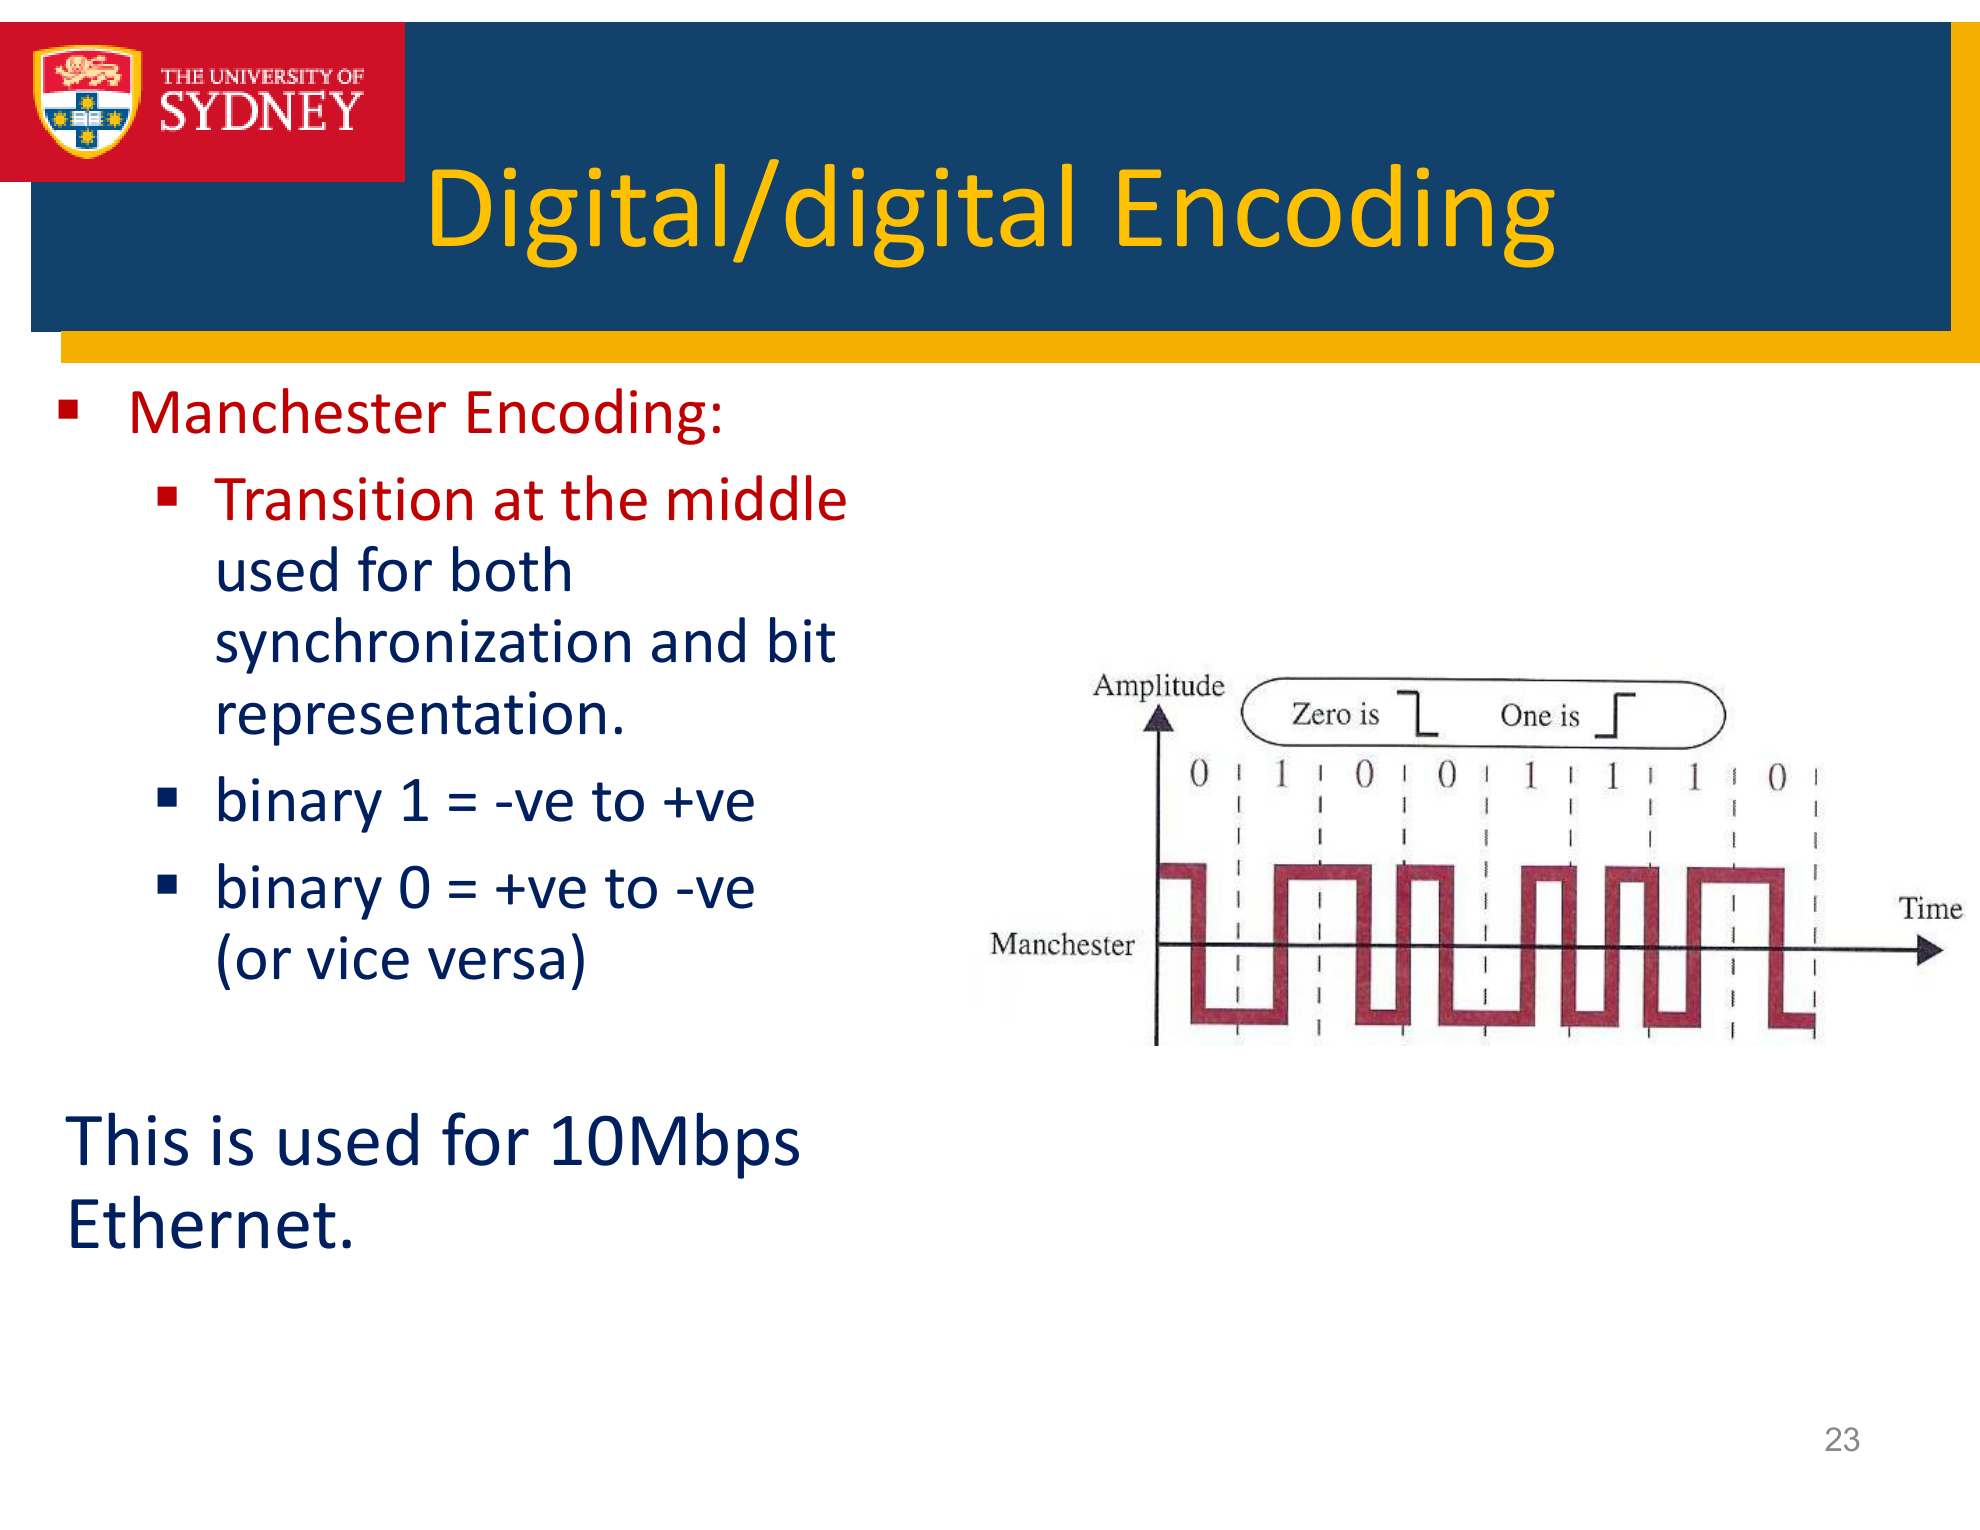 THE UNIVERSITY OF
SYDNEY
Digital/digital Encoding
Manchester Encoding:
Transition at the middle
used for both
synchronization and bit
representation.
binary 1 = -ve to +ve
binary 0 = +ve to -ve
(or vice versa)
This is used for 10Mbps
Ethernet.
Amplitude
Zero is One is
0 1 0 0 1 1 1 0
Time
Manchester
23